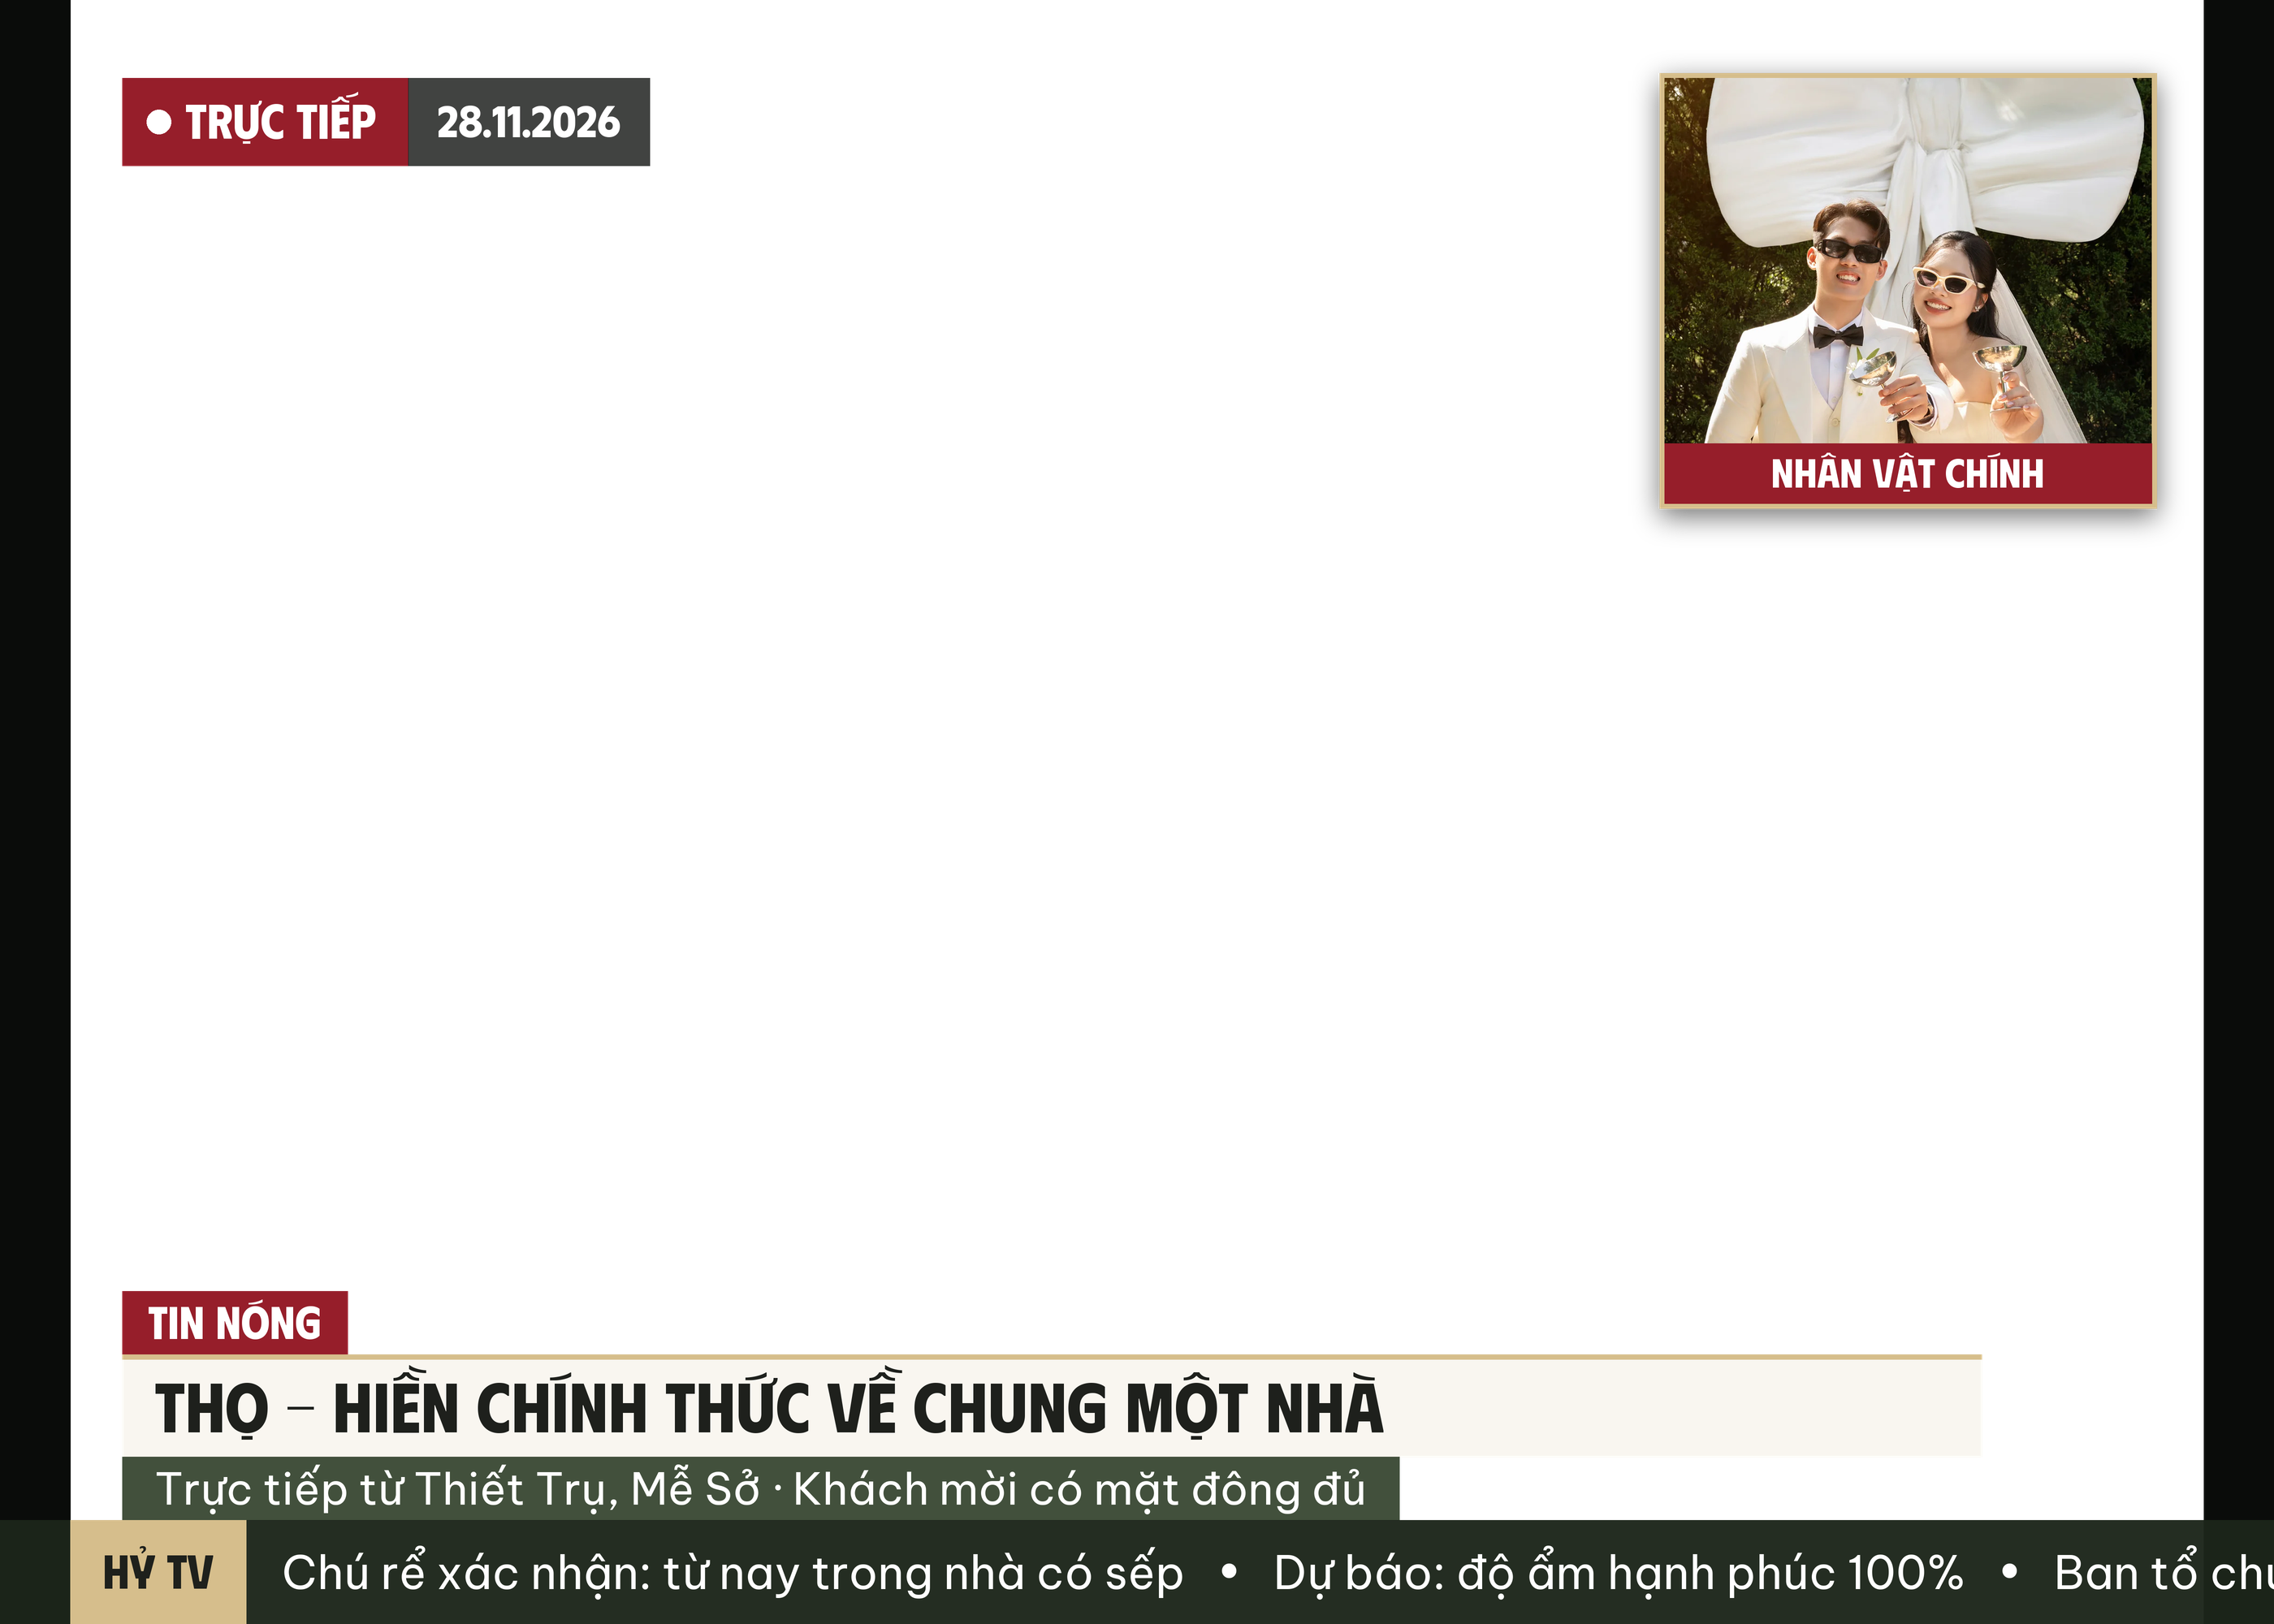 TRỰC TIẾP
28.11.2026
NHÂN VẬT CHÍNH
TIN NÓNG
THỌ – HIỀN CHÍNH THỨC VỀ CHUNG MỘT NHÀ
Trực tiếp từ Thiết Trụ, Mễ Sở · Khách mời có mặt đông đủ
HỶ TV
Chú rể xác nhận: từ nay trong nhà có sếp • Dự báo: độ ẩm hạnh phúc 100% • Ban tổ